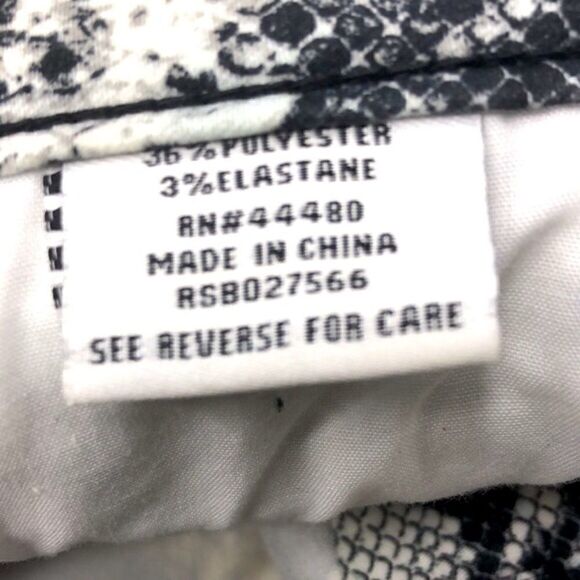 36%POLYESTER
3%ELASTANE
RN#44480
MADE IN CHINA
RSB027566
SEE REVERSE FOR CARE